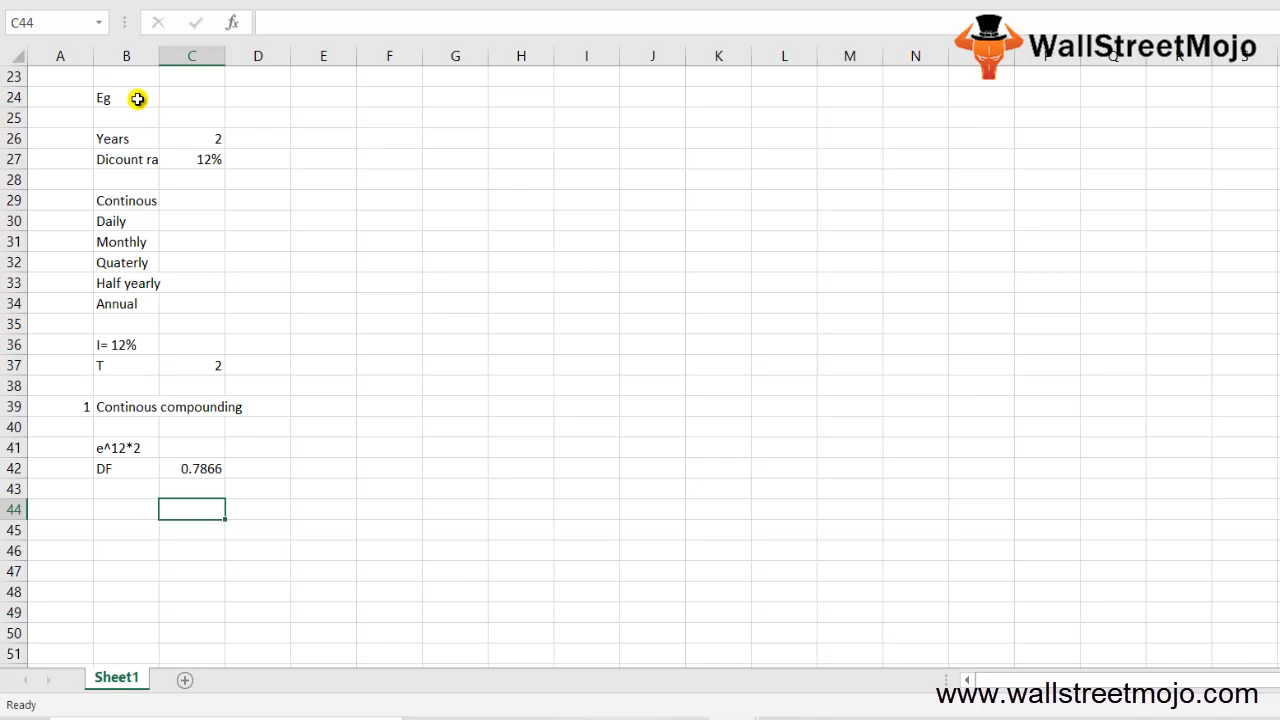 C44
fx
WallStreetMojo
A B C D E F G H I J K L M N P Q R S
23
24 Eg
25
26 Years 2
27 Dicount ra 12%
28
29 Continous
30 Daily
31 Monthly
32 Quaterly
33 Half yearly
34 Annual
35
36 I= 12%
37 T 2
38
39 1 Continous compounding
40
41 e^12*2
42 DF 0.7866
43
44
45
46
47
48
49
50
51
Sheet1
www.wallstreetmojo.com
Ready